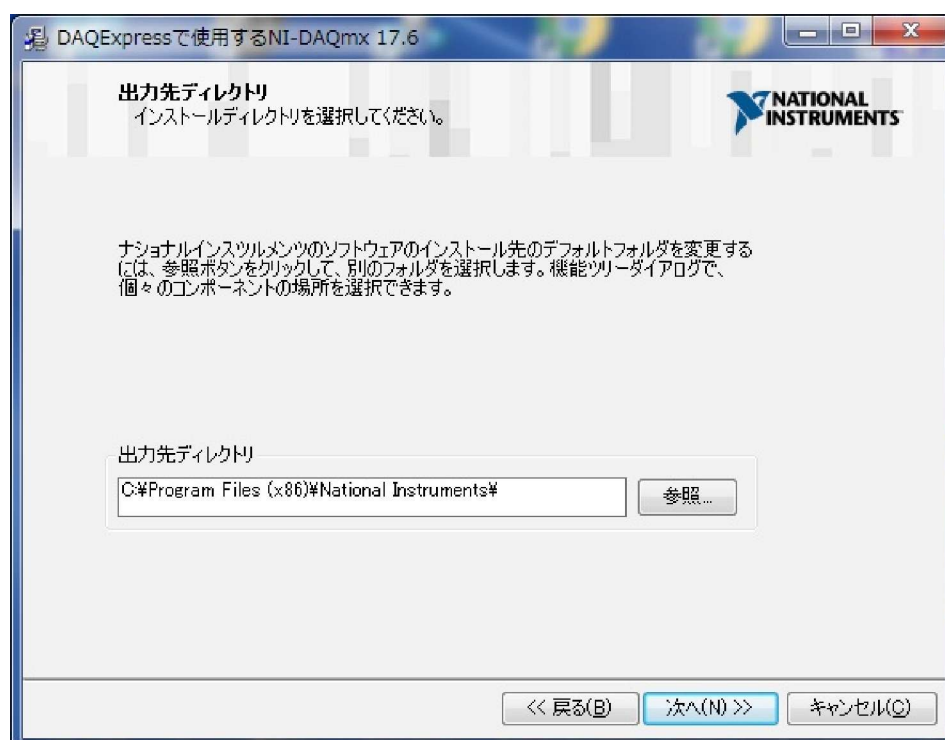 DAQExpressで使用するNI-DAQmx 17.6
出力先ディレクトリ
インストールディレクトリを選択してください。
NATIONAL
INSTRUMENTS
ナショナルインスツルメンツのソフトウェアのインストール先のデフォルトフォルダを変更する
には、参照ボタンをクリックして、別のフォルダを選択します。機能ツリーダイアログで、
個々のコンポーネントの場所を選択できます。
出力先ディレクトリ
C:¥Program Files (x86)¥National Instruments¥
参照...
<< 戻る(B)
次へ(N) >>
キャンセル(C)